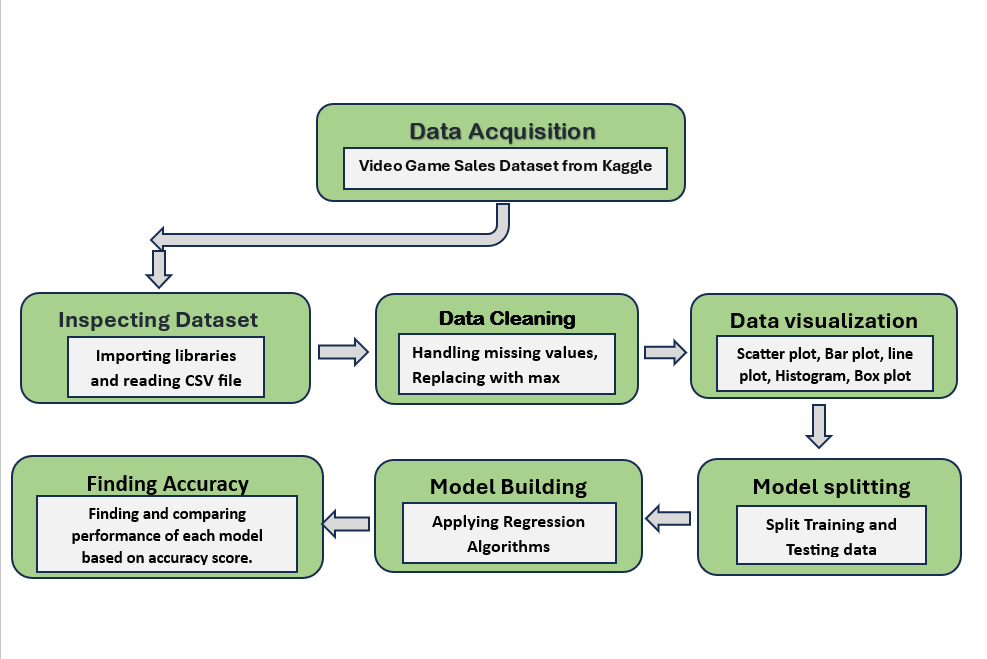 Data Acquisition
Video Game Sales Dataset from Kaggle
Inspecting Dataset
Importing libraries
and reading CSV file
Data Cleaning
Handling missing values,
Replacing with max
Data visualization
Scatter plot, Bar plot, line
plot, Histogram, Box plot
Model splitting
Split Training and
Testing data
Model Building
Applying Regression
Algorithms
Finding Accuracy
Finding and comparing
performance of each model
based on accuracy score.